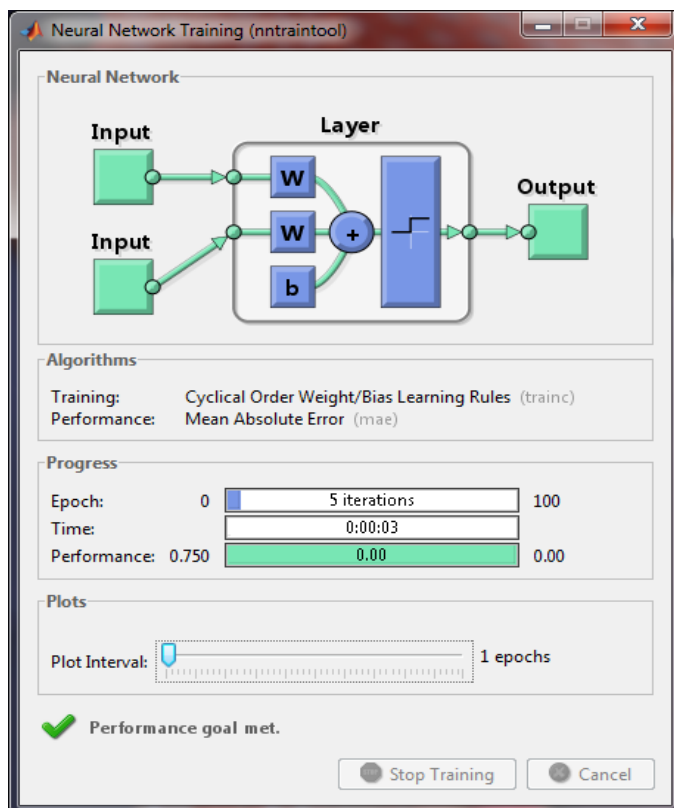 Neural Network Training (nntraintool)
Neural Network
Layer
Input
W
Output
Input
W
+
b
Algorithms
Training: Cyclical Order Weight/Bias Learning Rules (trainc)
Performance: Mean Absolute Error (mae)
Progress
Epoch: 0 5 iterations 100
Time: 0:00:03
Performance: 0.750 0.00 0.00
Plots
Plot Interval: 1 epochs
Performance goal met.
Stop Training Cancel